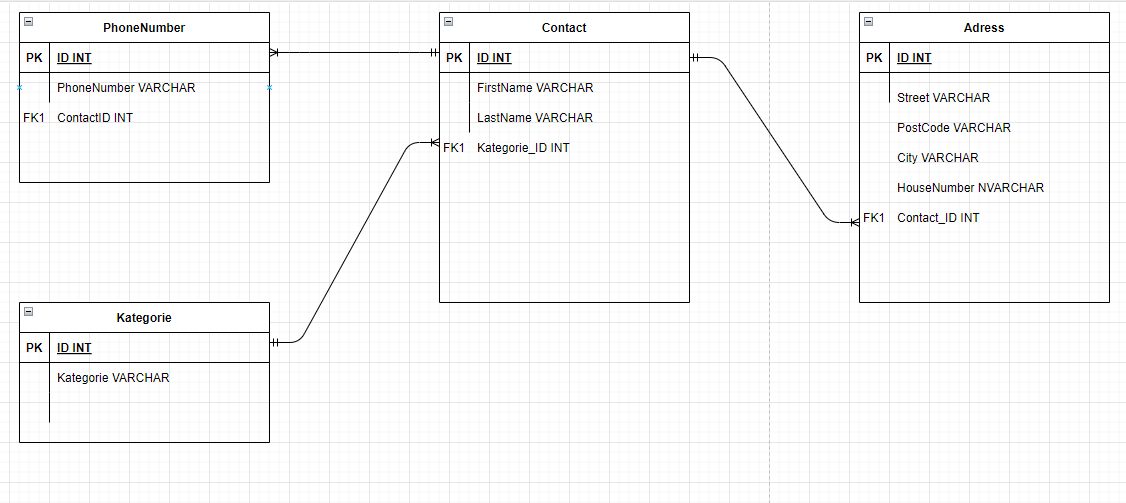 PhoneNumber
PK ID INT
PhoneNumber VARCHAR
FK1 ContactID INT
Contact
PK ID INT
FirstName VARCHAR
LastName VARCHAR
FK1 Kategorie_ID INT
Adress
PK ID INT
Street VARCHAR
PostCode VARCHAR
City VARCHAR
HouseNumber NVARCHAR
FK1 Contact_ID INT
Kategorie
PK ID INT
Kategorie VARCHAR